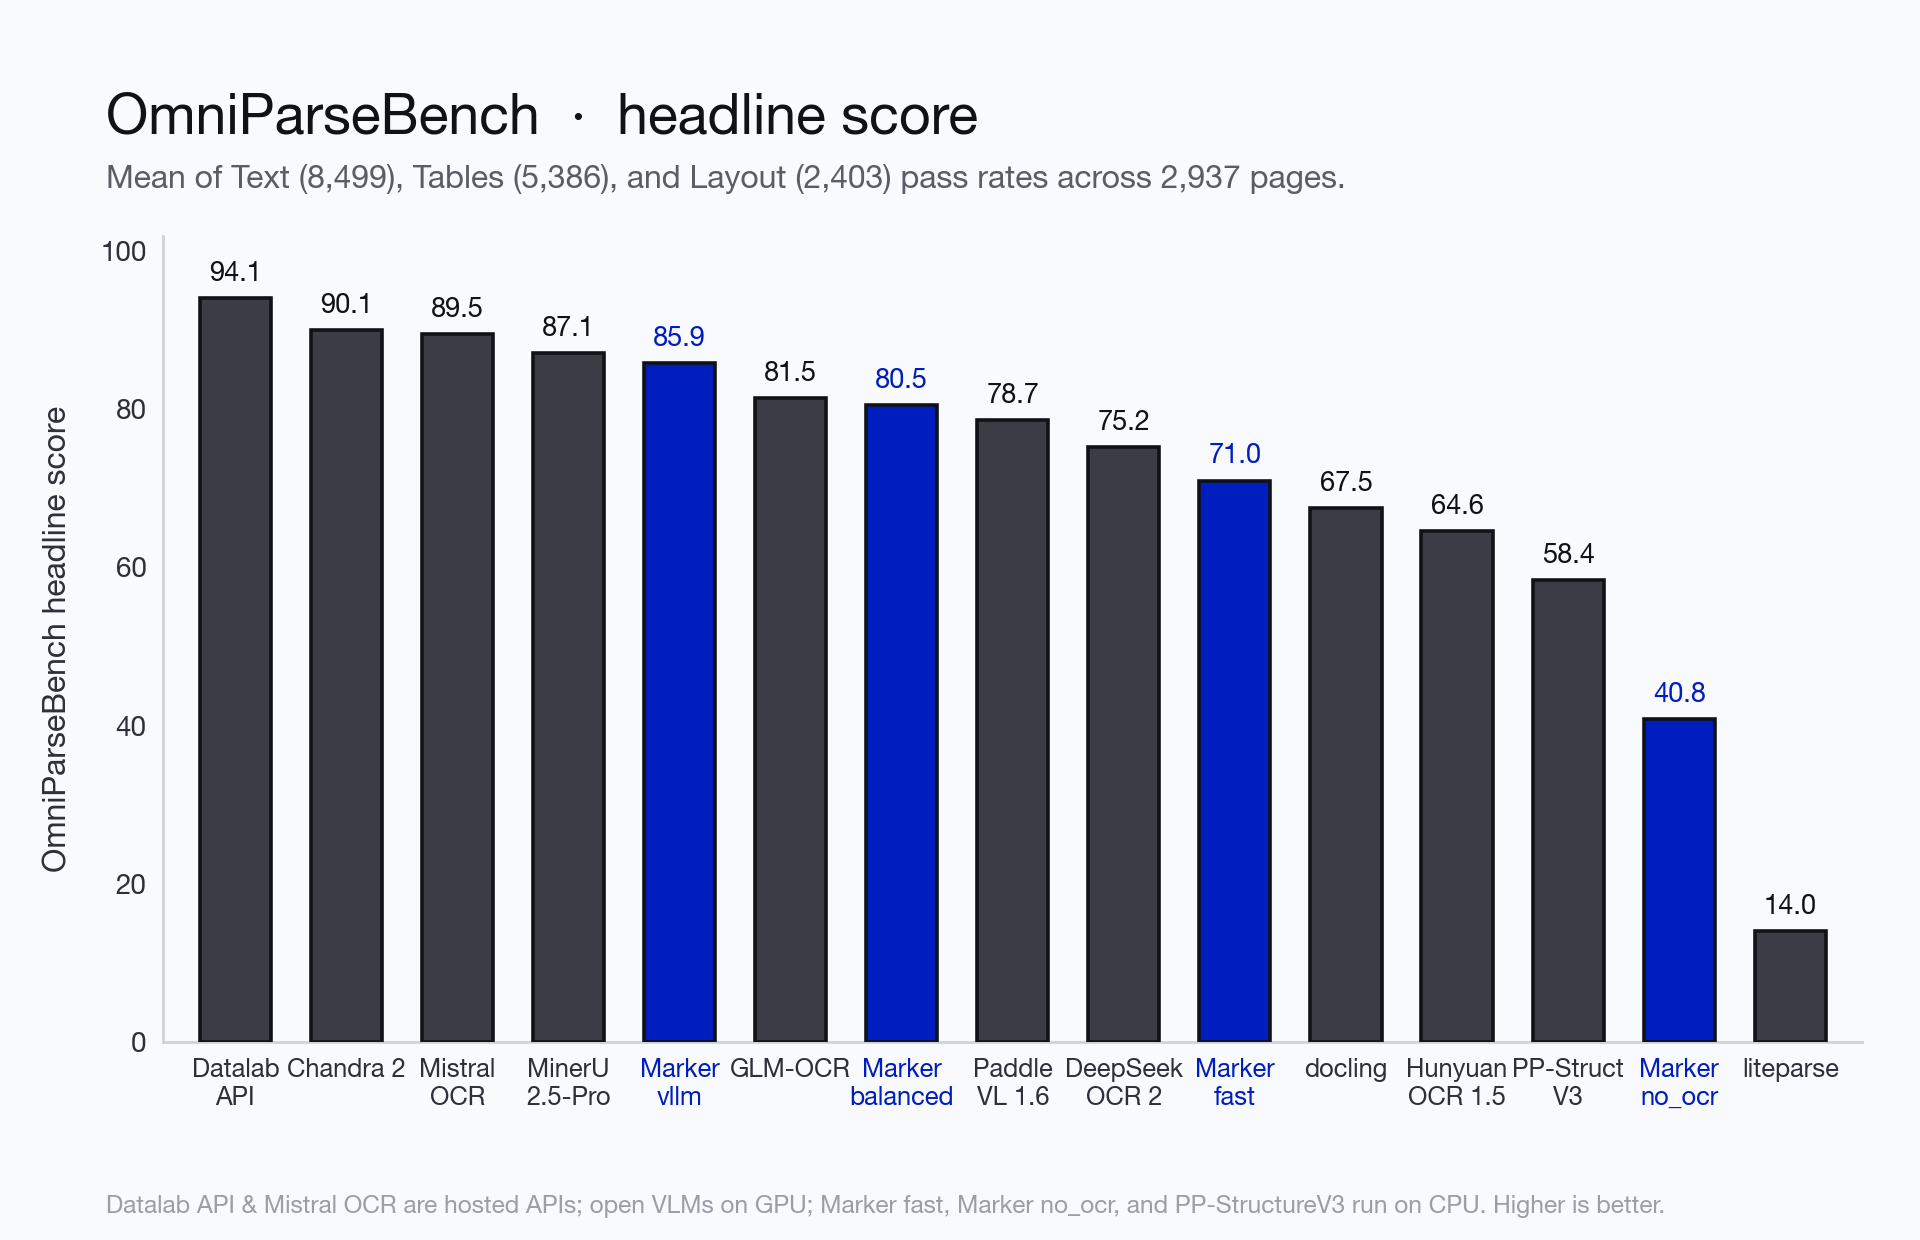 OmniParseBench · headline score
Mean of Text (8,499), Tables (5,386), and Layout (2,403) pass rates across 2,937 pages.
OmniParseBench headline score
100
80
60
40
20
0
94.1
90.1
89.5
87.1
85.9
81.5
80.5
78.7
75.2
71.0
67.5
64.6
58.4
40.8
14.0
Datalab API
Chandra 2
Mistral OCR
MinerU 2.5-Pro
Marker vllm
GLM-OCR
Marker balanced
Paddle VL 1.6
DeepSeek OCR 2
Marker fast
docling
Hunyuan OCR 1.5
PP-Struct V3
Marker no_ocr
liteparse
Datalab API & Mistral OCR are hosted APIs; open VLMs on GPU; Marker fast, Marker no_ocr, and PP-StructureV3 run on CPU. Higher is better.